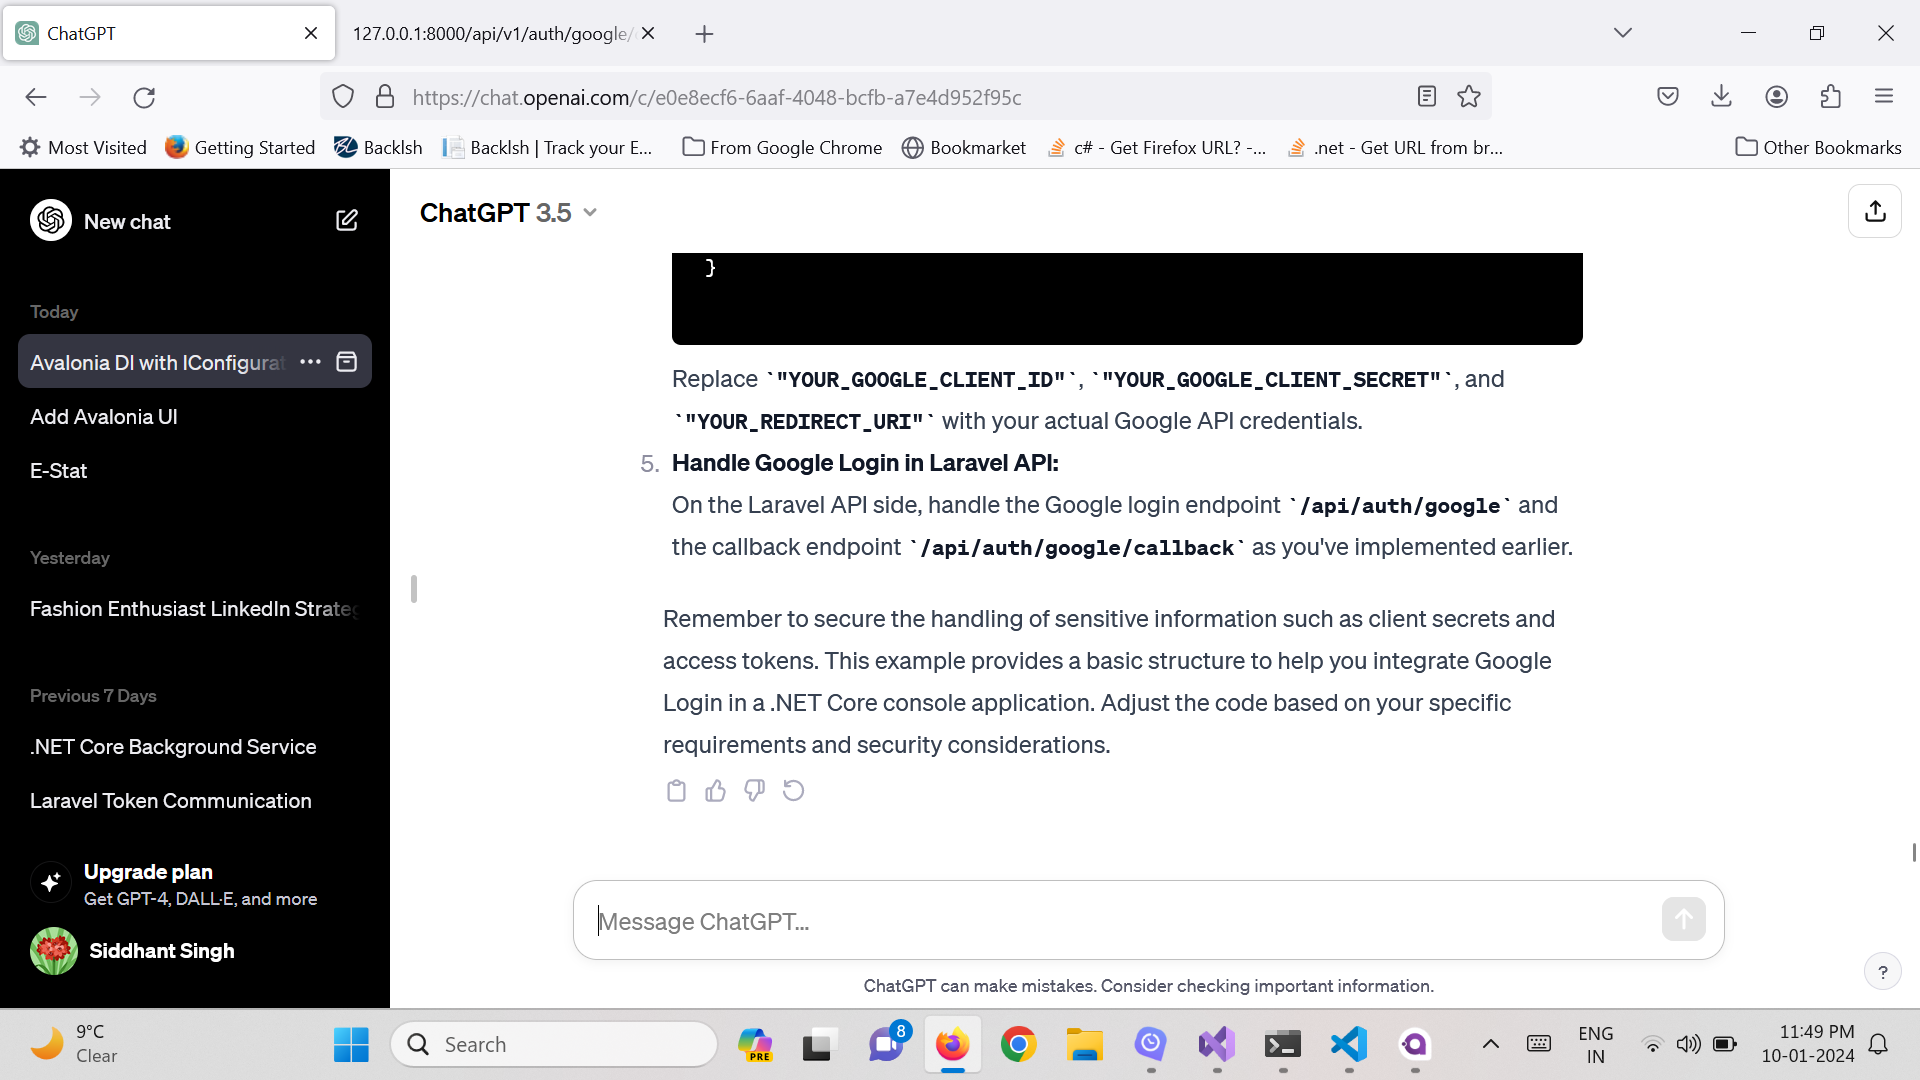 ChatGPT
127.0.0.1:8000/api/v1/auth/google/
https://chat.openai.com/c/e0e8ecf6-6aaf-4048-bcfb-a7e4d952f95c
Most Visited
Getting Started
Backlsh
Backlsh | Track your E...
From Google Chrome
Bookmarket
c# - Get Firefox URL? -...
.net - Get URL from br...
Other Bookmarks
New chat
ChatGPT 3.5
Today
Avalonia DI with IConfigurat
Add Avalonia UI
E-Stat
Yesterday
Fashion Enthusiast LinkedIn Strateg
Previous 7 Days
.NET Core Background Service
Laravel Token Communication
Upgrade plan
Get GPT-4, DALL·E, and more
Siddhant Singh
}
Replace `"YOUR_GOOGLE_CLIENT_ID"`, `"YOUR_GOOGLE_CLIENT_SECRET"`, and
`"YOUR_REDIRECT_URI"` with your actual Google API credentials.
5. Handle Google Login in Laravel API:
On the Laravel API side, handle the Google login endpoint `/api/auth/google` and
the callback endpoint `/api/auth/google/callback` as you've implemented earlier.
Remember to secure the handling of sensitive information such as client secrets and
access tokens. This example provides a basic structure to help you integrate Google
Login in a .NET Core console application. Adjust the code based on your specific
requirements and security considerations.
Message ChatGPT...
ChatGPT can make mistakes. Consider checking important information.
?
9°C
Clear
Search
PRE
8
ENG
IN
11:49 PM
10-01-2024